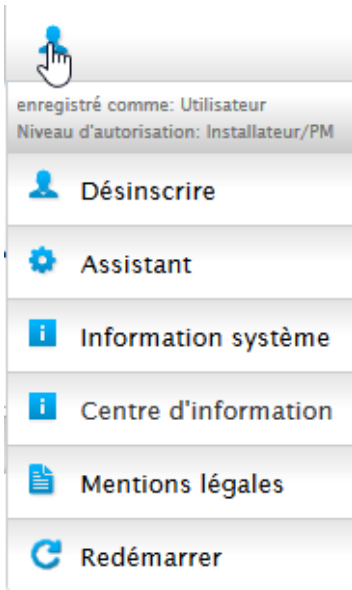 enregistré comme: Utilisateur
Niveau d'autorisation: Installateur/PM
Désinscrire
Assistant
Information système
Centre d'information
Mentions légales
Redémarrer